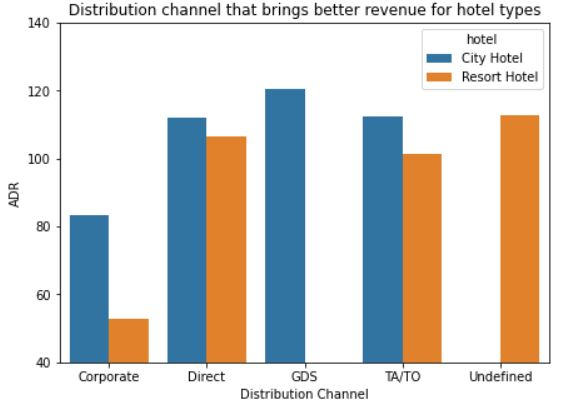 Distribution channel that brings better revenue for hotel types
140
120
100
80
60
40
ADR
hotel
City Hotel
Resort Hotel
Corporate
Direct
GDS
TA/TO
Undefined
Distribution Channel